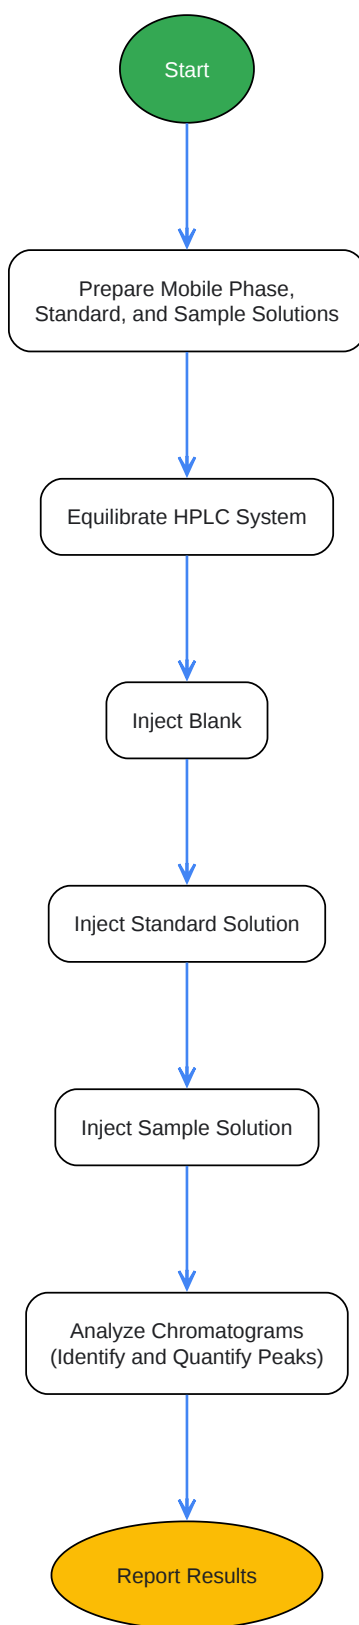 Start
Prepare Mobile Phase,
Standard, and Sample Solutions
Equilibrate HPLC System
Inject Blank
Inject Standard Solution
Inject Sample Solution
Analyze Chromatograms
(Identify and Quantify Peaks)
Report Results